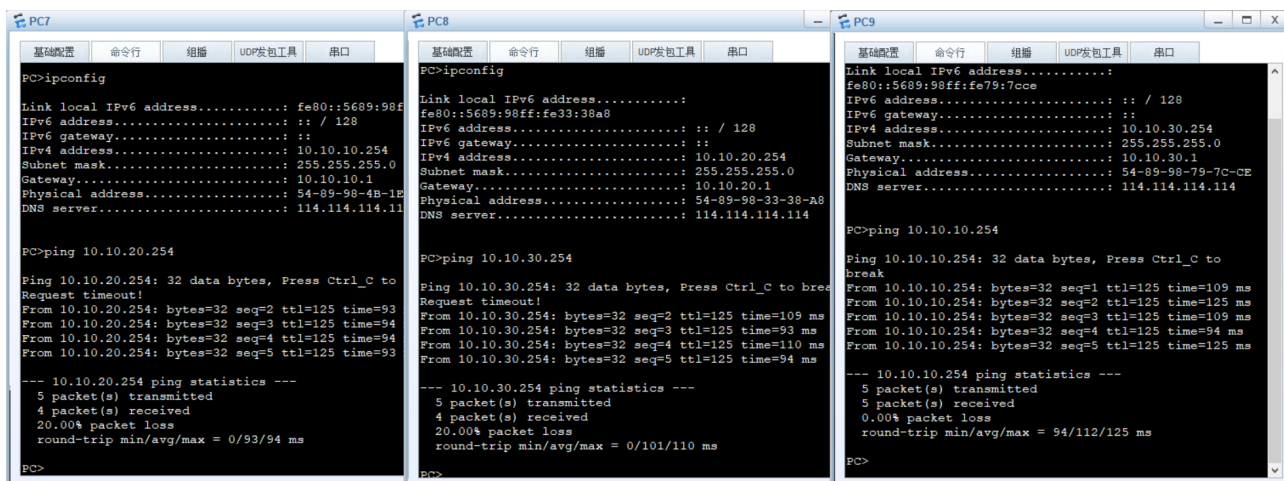 PC7
基础配置 命令行 组播 UDP发包工具 串口
PC>ipconfig
Link local IPv6 address...........: fe80::5689:98f
IPv6 address......................: :: / 128
IPv6 gateway......................: ::
IPv4 address......................: 10.10.10.254
Subnet mask.......................: 255.255.255.0
Gateway...........................: 10.10.10.1
Physical address..................: 54-89-98-4B-1E
DNS server........................: 114.114.114.11
PC>ping 10.10.20.254
Ping 10.10.20.254: 32 data bytes, Press Ctrl_C to
Request timeout!
From 10.10.20.254: bytes=32 seq=2 ttl=125 time=93
From 10.10.20.254: bytes=32 seq=3 ttl=125 time=94
From 10.10.20.254: bytes=32 seq=4 ttl=125 time=94
From 10.10.20.254: bytes=32 seq=5 ttl=125 time=93
--- 10.10.20.254 ping statistics ---
5 packet(s) transmitted
4 packet(s) received
20.00% packet loss
round-trip min/avg/max = 0/93/94 ms
PC>
PC8
基础配置 命令行 组播 UDP发包工具 串口
PC>ipconfig
Link local IPv6 address...........:
fe80::5689:98ff:fe33:38a8
IPv6 address......................: :: / 128
IPv6 gateway......................: ::
IPv4 address......................: 10.10.20.254
Subnet mask.......................: 255.255.255.0
Gateway...........................: 10.10.20.1
Physical address..................: 54-89-98-33-38-A8
DNS server........................: 114.114.114.114
PC>ping 10.10.30.254
Ping 10.10.30.254: 32 data bytes, Press Ctrl_C to brea
Request timeout!
From 10.10.30.254: bytes=32 seq=2 ttl=125 time=109 ms
From 10.10.30.254: bytes=32 seq=3 ttl=125 time=93 ms
From 10.10.30.254: bytes=32 seq=4 ttl=125 time=110 ms
From 10.10.30.254: bytes=32 seq=5 ttl=125 time=94 ms
--- 10.10.30.254 ping statistics ---
5 packet(s) transmitted
4 packet(s) received
20.00% packet loss
round-trip min/avg/max = 0/101/110 ms
PC>
PC9
基础配置 命令行 组播 UDP发包工具 串口
Link local IPv6 address...........:
fe80::5689:98ff:fe79:7cce
IPv6 address......................: :: / 128
IPv6 gateway......................: ::
IPv4 address......................: 10.10.30.254
Subnet mask.......................: 255.255.255.0
Gateway...........................: 10.10.30.1
Physical address..................: 54-89-98-79-7C-CE
DNS server........................: 114.114.114.114
PC>ping 10.10.10.254
Ping 10.10.10.254: 32 data bytes, Press Ctrl_C to
break
From 10.10.10.254: bytes=32 seq=1 ttl=125 time=109 ms
From 10.10.10.254: bytes=32 seq=2 ttl=125 time=125 ms
From 10.10.10.254: bytes=32 seq=3 ttl=125 time=109 ms
From 10.10.10.254: bytes=32 seq=4 ttl=125 time=94 ms
From 10.10.10.254: bytes=32 seq=5 ttl=125 time=125 ms
--- 10.10.10.254 ping statistics ---
5 packet(s) transmitted
5 packet(s) received
0.00% packet loss
round-trip min/avg/max = 94/112/125 ms
PC>